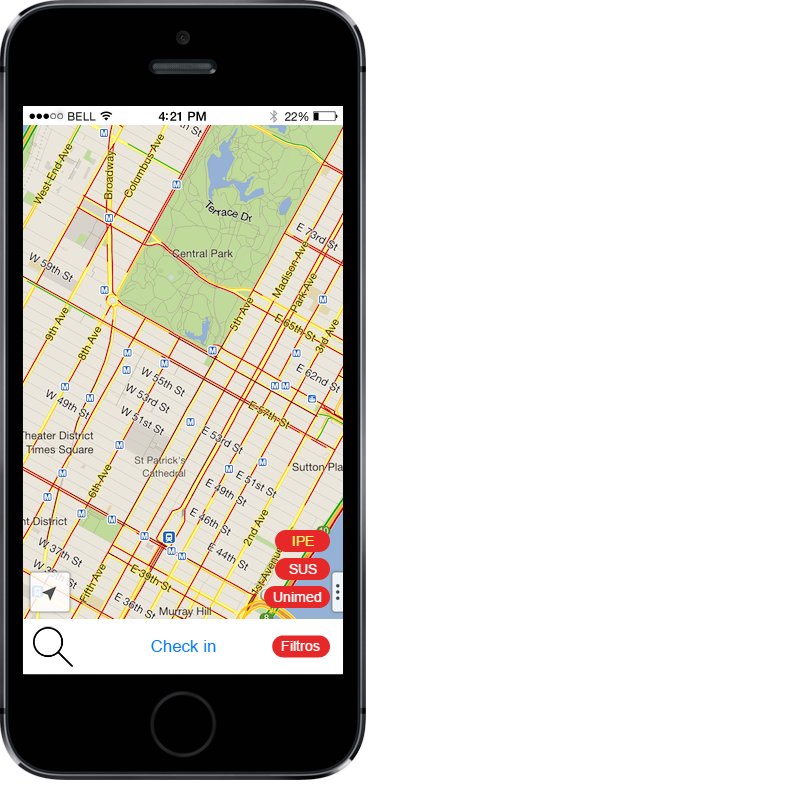 BELL 4:21 PM 22%
th St
West End Ave
Broadway
Columbus Ave
Terrace Dr
E 73rd St
Central Park
Madison Ave
W 59th St
Park Ave
5th Ave
9th Ave
E 65th St
3rd Ave
8th Ave
E 62nd St
W 55th St
W 53rd St
W 49th St
W 51st St
E 57th St
E 53rd St
heater District
Times Square
St Patrick's
Cathedral
Sutton Pla
6th Ave
E 51st St
E 49th St
nt District
E 46th St
2nd Ave
IPE
W 37th St
E 44th St
SUS
1st Avenue
Fifth Ave
E 39th St
Unimed
E 36th St
Murray Hill
Check in
Filtros